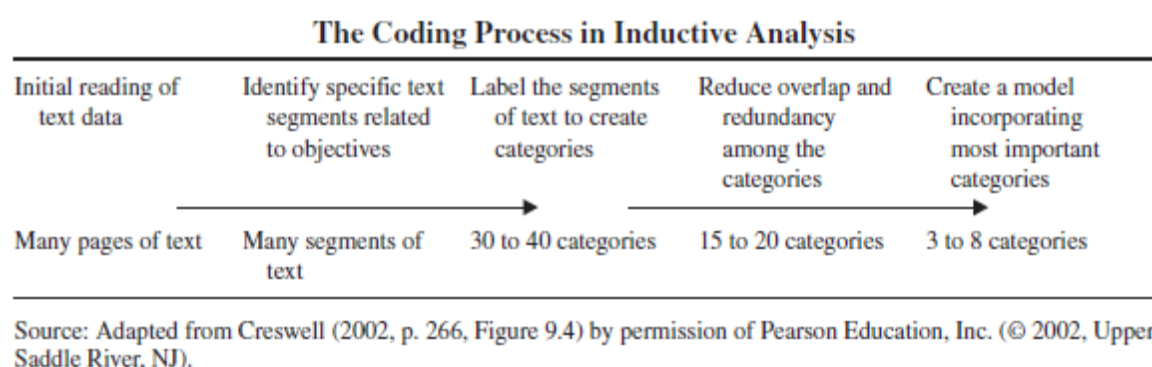 The Coding Process in Inductive Analysis
Initial reading of
text data
Identify specific text
segments related
to objectives
Label the segments
of text to create
categories
Reduce overlap and
redundancy
among the
categories
Create a model
incorporating
most important
categories
Many pages of text
Many segments of
text
30 to 40 categories
15 to 20 categories
3 to 8 categories
Source: Adapted from Creswell (2002, p. 266, Figure 9.4) by permission of Pearson Education, Inc. (© 2002, Upper
Saddle River, NJ).